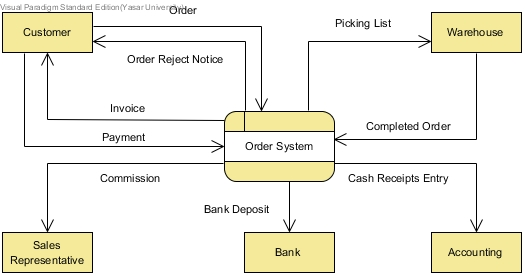 Visual Paradigm Standard Edition(Yasar University)
Order
Customer
Picking List
Warehouse
Order Reject Notice
Invoice
Completed Order
Payment
Order System
Commission
Cash Receipts Entry
Bank Deposit
Sales
Representative
Bank
Accounting